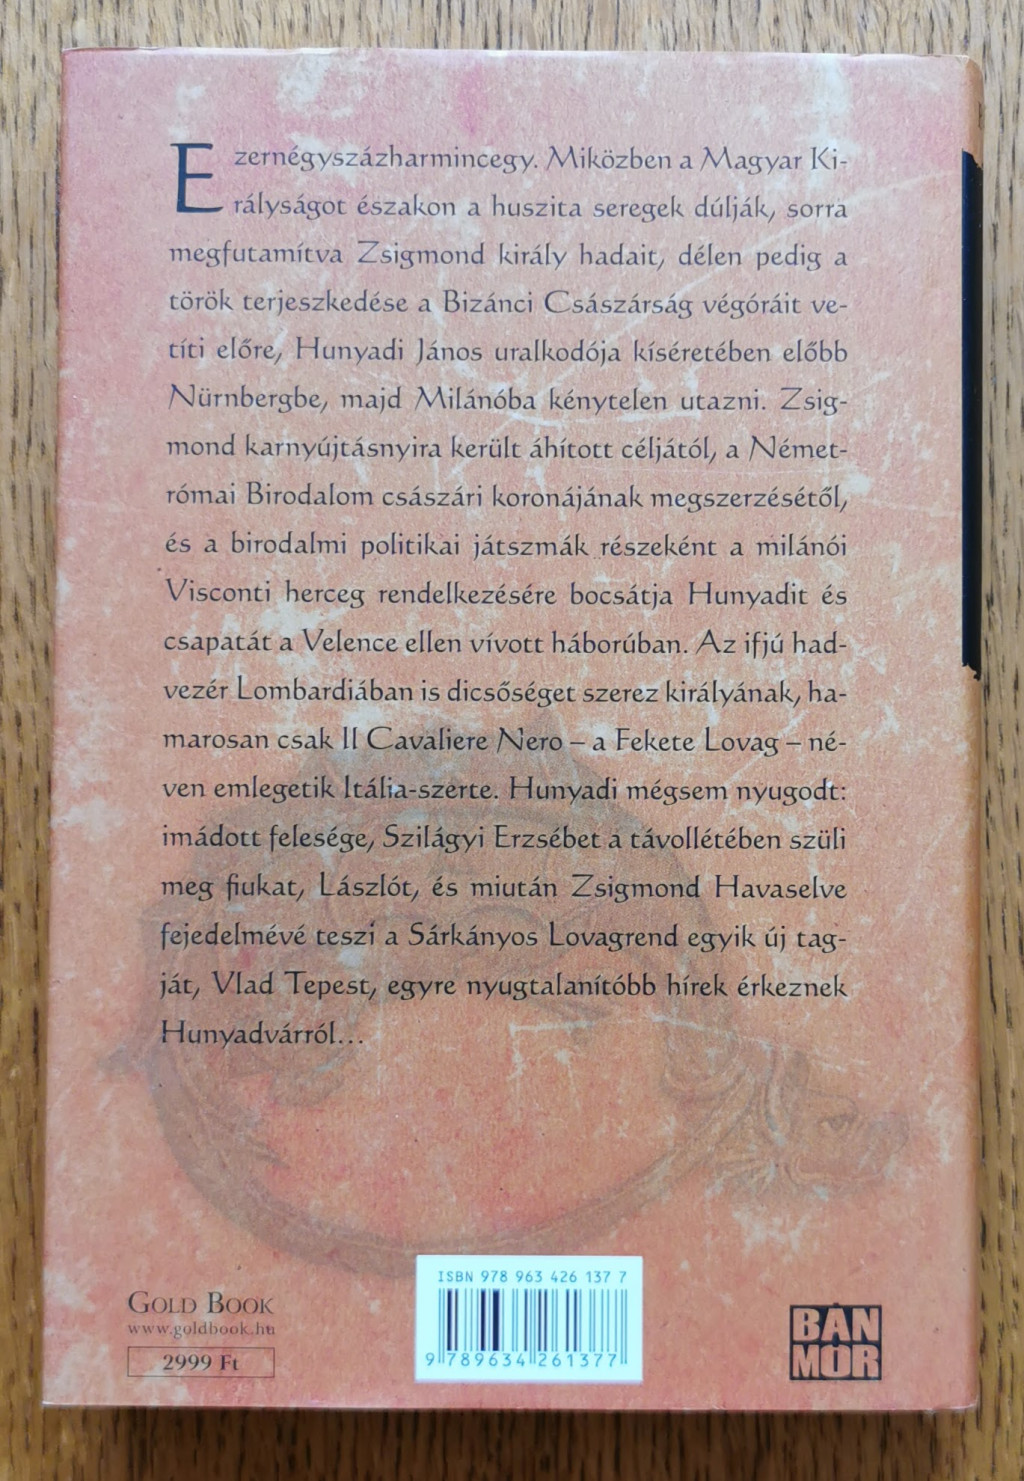 Ezernégyszázharmincegy. Miközben a Magyar Ki-
rályságot északon a huszita seregek dúlják, sorra
megfutamítva Zsigmond király hadait, délen pedig a
török terjeszkedése a Bizánci Császárság végóráit ve-
títi előre, Hunyadi János uralkodója kíséretében előbb
Nürnbergbe, majd Milánóba kénytelen utazni. Zsig-
mond karnyújtásnyira került áhított céljától, a Német-
római Birodalom császári koronájának megszerzésétől,
és a birodalmi politikai játszmák részeként a milánói
Visconti herceg rendelkezésére bocsátja Hunyadit és
csapatát a Velence ellen vívott háborúban. Az ifjú had-
vezér Lombardiában is dicsőséget szerez királyának, ha-
marosan csak Il Cavaliere Nero – a Fekete Lovag – né-
ven emlegetik Itália-szerte. Hunyadi mégsem nyugodt:
imádott felesége, Szilágyi Erzsébet a távollétében szüli
meg fiukat, Lászlót, és miután Zsigmond Havaselve
fejedelmévé teszi a Sárkányos Lovagrend egyik új tag-
ját, Vlad Tepest, egyre nyugtalanítóbb hírek érkeznek
Hunyadvárról...
ISBN 978 963 426 137 7
9 789634 261377
GOLD BOOK
www.goldbook.hu
2999 Ft
BÁN
MÓR